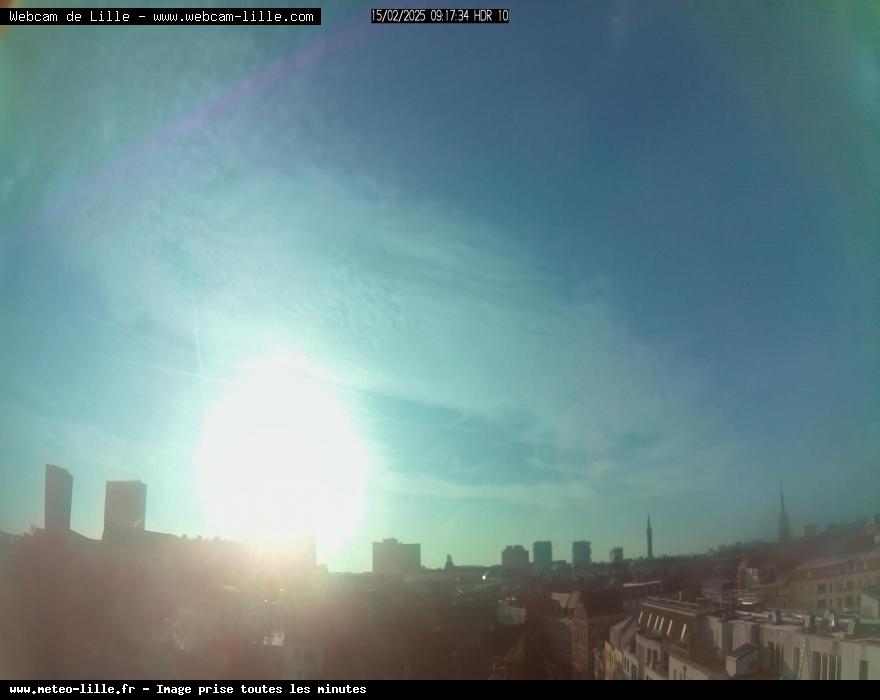 Webcam de Lille - www.webcam-lille.com
15/02/2025 09:17:34 HDR 10
www.meteo-lille.fr - Image prise toutes les minutes